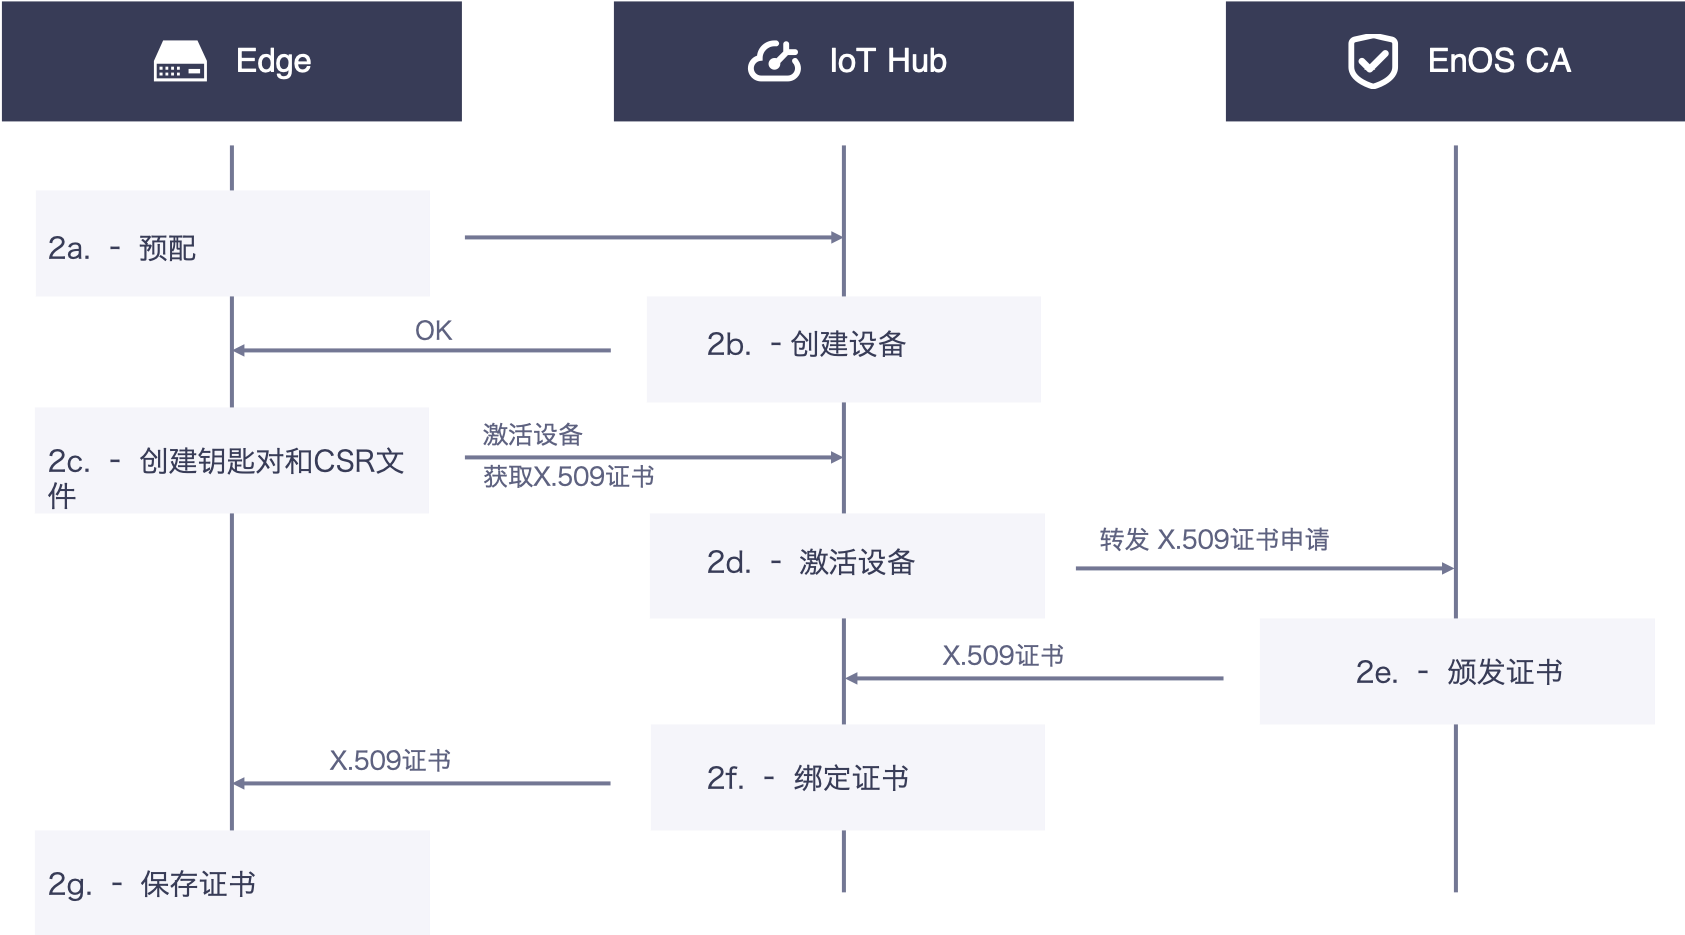 Edge
IoT Hub
EnOS CA
2a. - 预配
OK
2b. - 创建设备
2c. - 创建钥匙对和CSR文
件
激活设备
获取X.509证书
2d. - 激活设备
转发 X.509证书申请
X.509证书
2e. - 颁发证书
X.509证书
2f. - 绑定证书
2g. - 保存证书